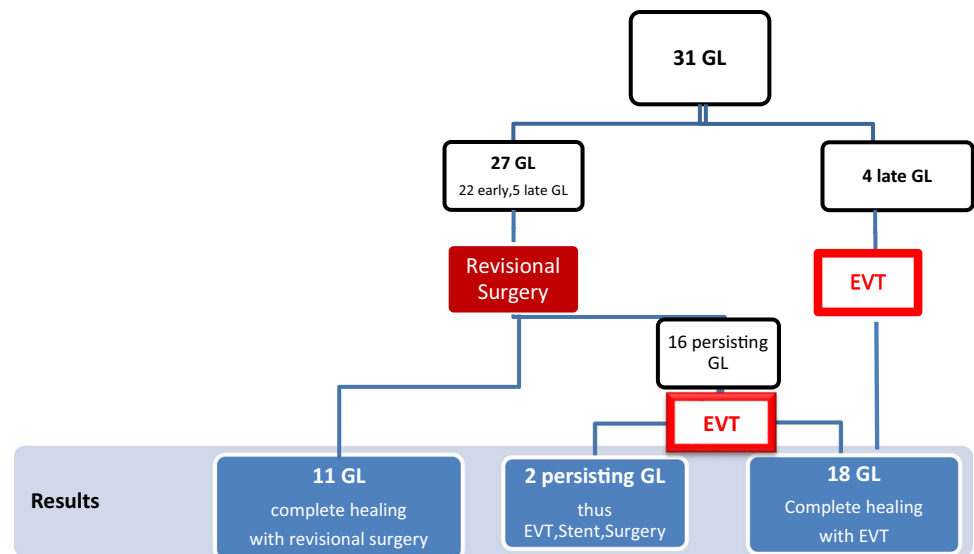 31 GL
27 GL
22 early,5 late GL
4 late GL
Revisional
Surgery
EVT
16 persisting
GL
EVT
Results
11 GL
complete healing
with revisional surgery
2 persisting GL
thus
EVT,Stent,Surgery
18 GL
Complete healing
with EVT